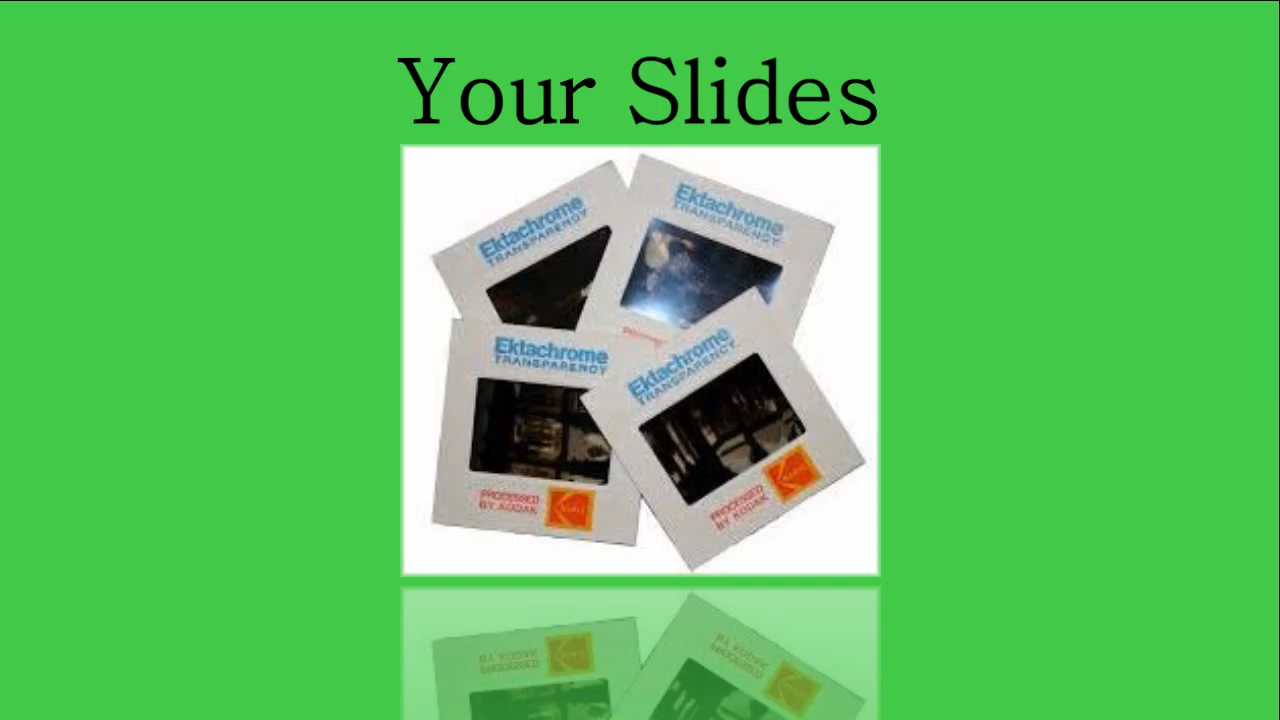 Your Slides
Ektachrome
TRANSPARENCY
Ektachrome
TRANSPARENCY
Ektachrome
TRANSPARENCY
PROCESSED
BY KODAK
Ektachrome
TRANSPARENCY
PROCESSED
BY KODAK